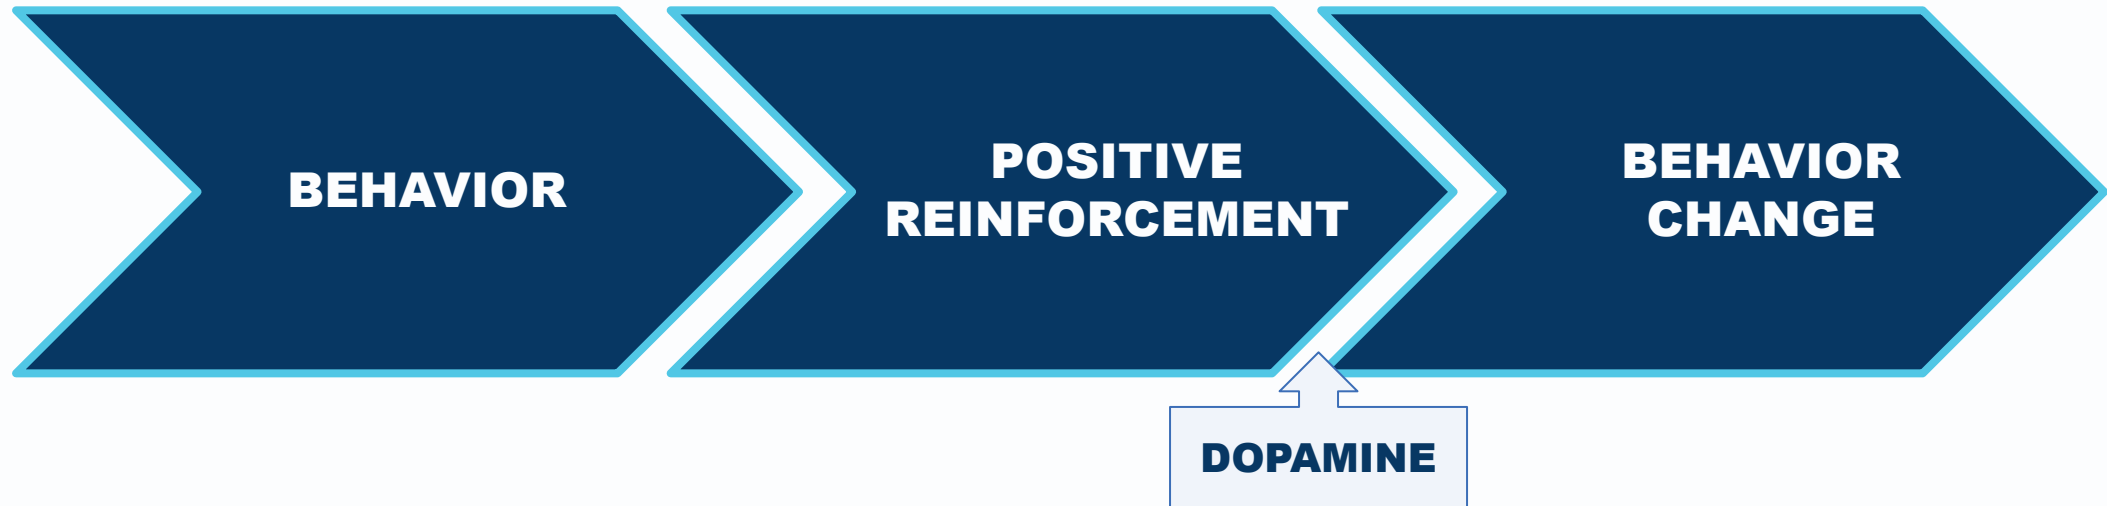 BEHAVIOR
POSITIVE
REINFORCEMENT
BEHAVIOR
CHANGE
DOPAMINE